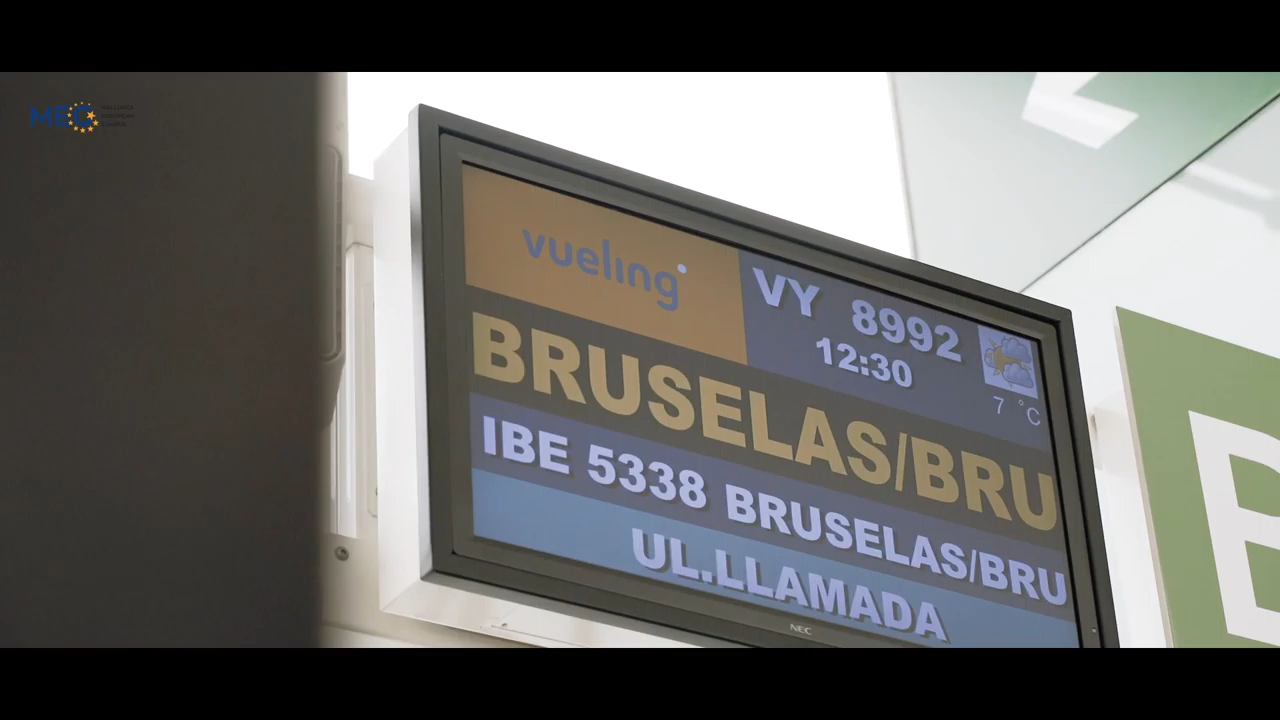 MEC
vueling
VY 8992
12:30
7 °C
BRUSELAS/BRU
IBE 5338 BRUSELAS/BRU
UL.LLAMADA
NEC